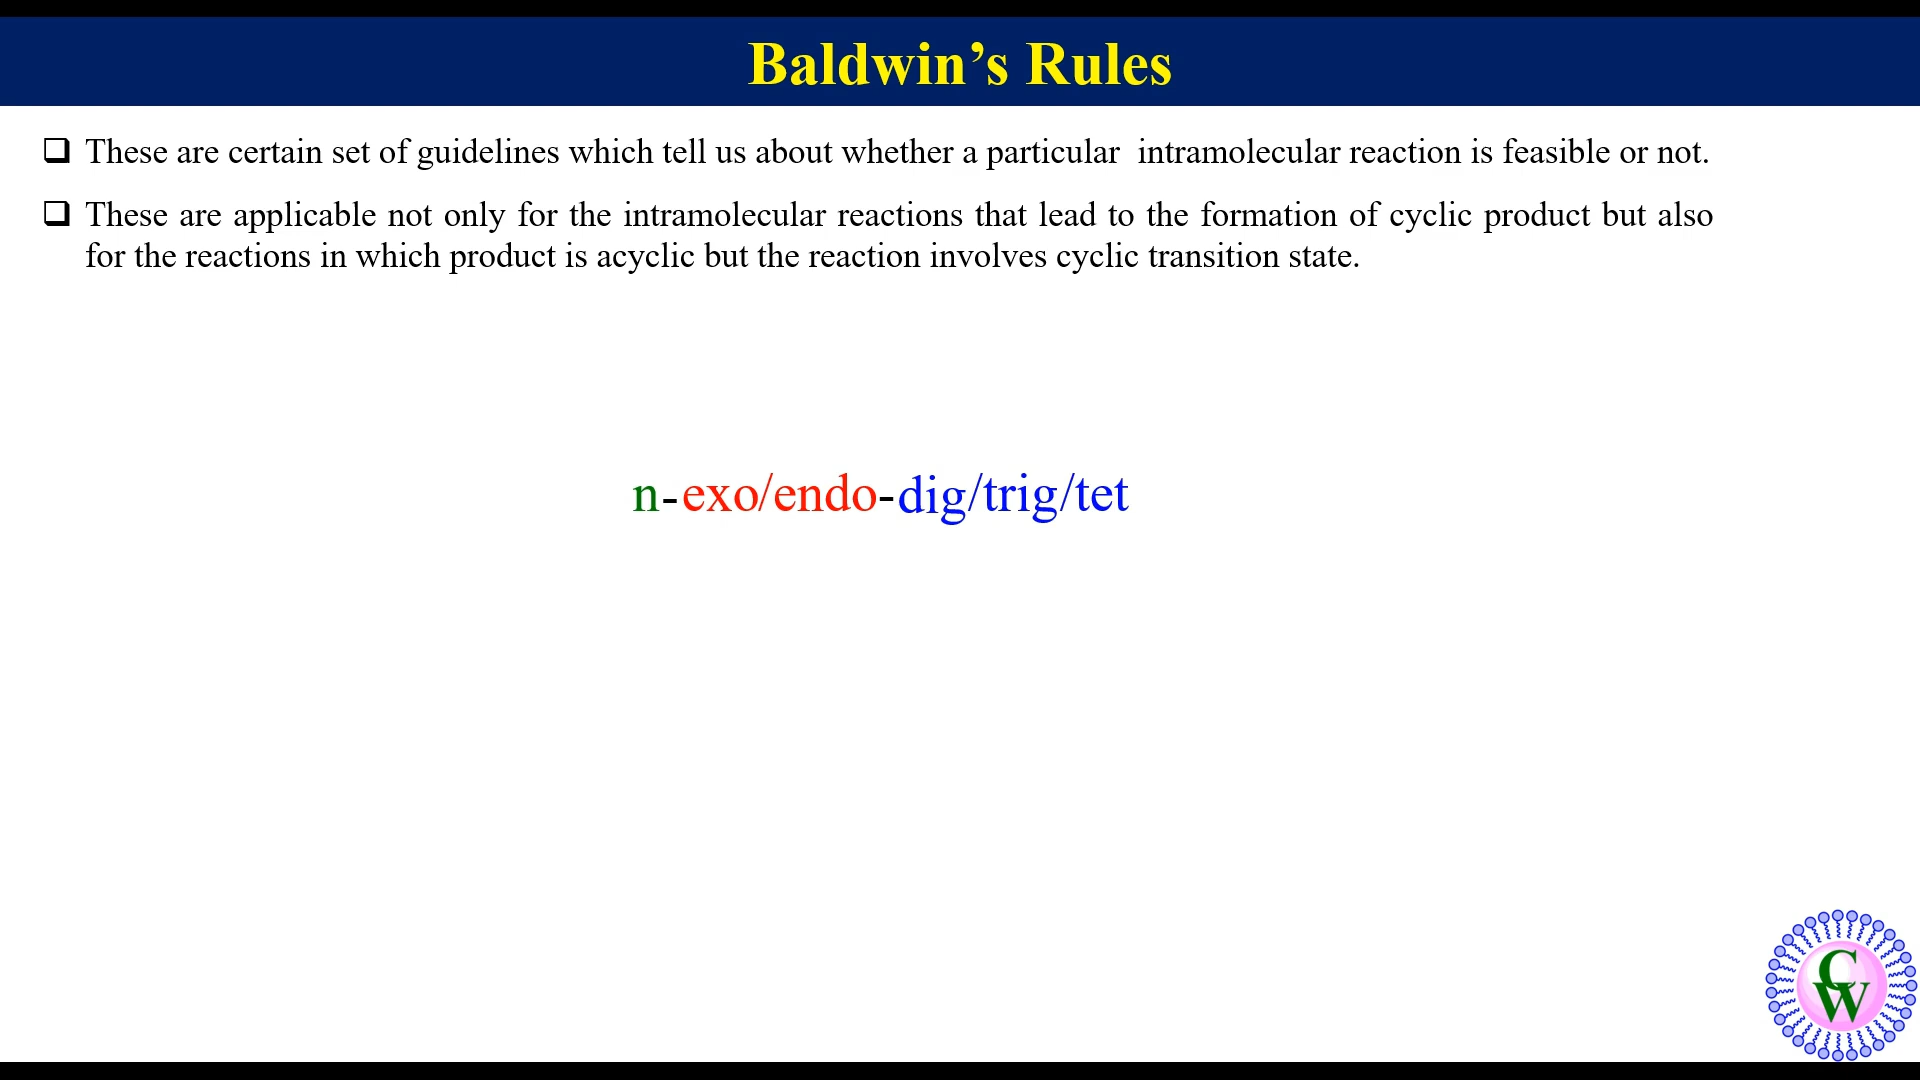 Baldwin’s Rules
❑ These are certain set of guidelines which tell us about whether a particular  intramolecular reaction is feasible or not.
❑ These are applicable not only for the intramolecular reactions that lead to the formation of cyclic product but also
for the reactions in which product is acyclic but the reaction involves cyclic transition state.
n-exo/endo-dig/trig/tet
CW